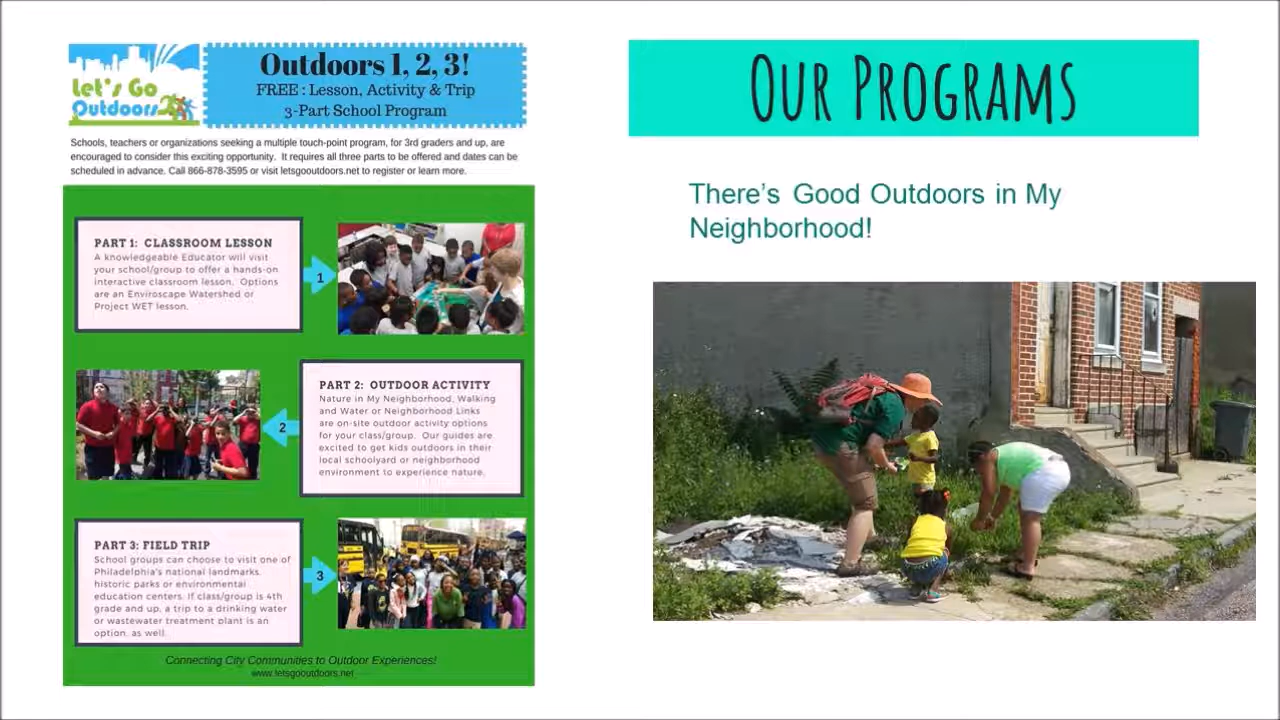 Let's Go
Outdoors
Outdoors 1, 2, 3!
FREE : Lesson, Activity & Trip
3-Part School Program
Schools, teachers or organizations seeking a multiple touch-point program, for 3rd graders and up, are
encouraged to consider this exciting opportunity. It requires all three parts to be offered and dates can be
scheduled in advance. Call 866-878-3595 or visit letsgooutdoors.net to register or learn more.
PART 1: CLASSROOM LESSON
A knowledgeable Educator will visit
your school/group to offer a hands-on
interactive classroom lesson. Options
are an Enviroscape Watershed or
Project WET lesson.
1
2
PART 2: OUTDOOR ACTIVITY
Nature in My Neighborhood, Walking
and Water or Neighborhood Links
are on-site outdoor activity options
for your class/group. Our guides are
excited to get kids outdoors in their
local schoolyard or neighborhood
environment to experience nature.
PART 3: FIELD TRIP
School groups can choose to visit one of
Philadelphia's national landmarks,
historic parks or environmental
education centers. If class/group is 4th
grade and up, a trip to a drinking water
or wastewater treatment plant is an
option, as well.
3
Connecting City Communities to Outdoor Experiences!
www.letsgooutdoors.net
OUR PROGRAMS
There's Good Outdoors in My
Neighborhood!